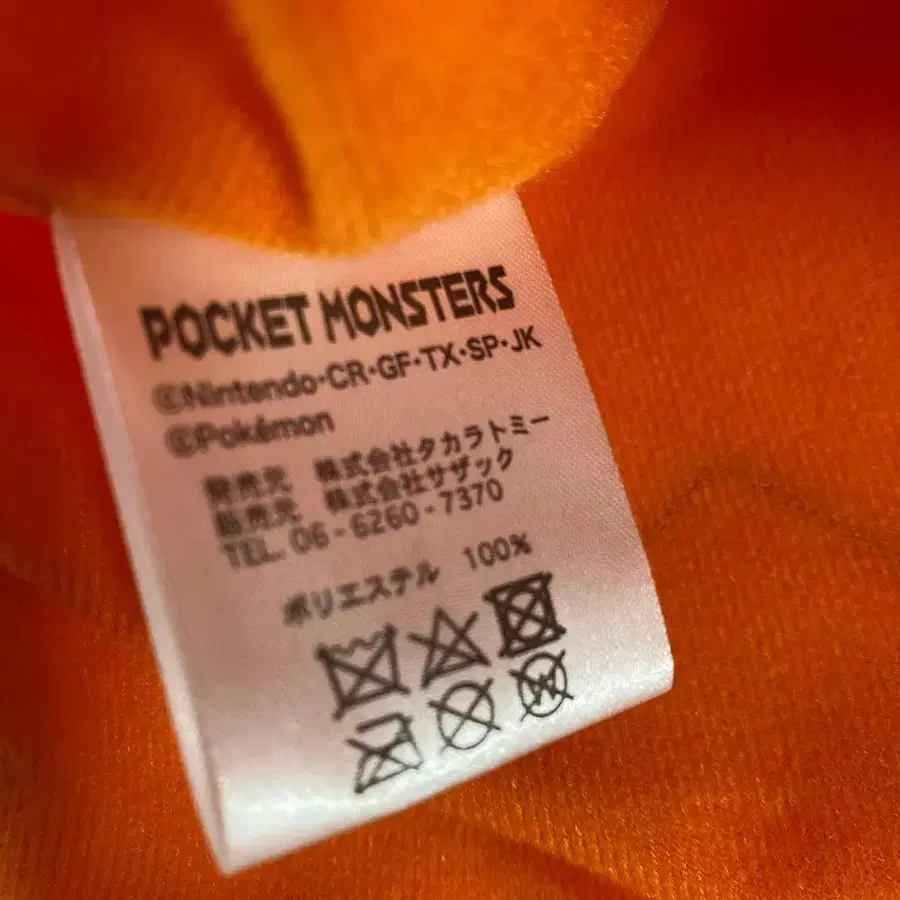 POCKET MONSTERS
©Nintendo・CR・GF・TX・SP・JK
©Pokémon
発売元 株式会社タカラトミー
販売元 株式会社サザック
TEL. 06-6260-7370
ポリエステル 100%